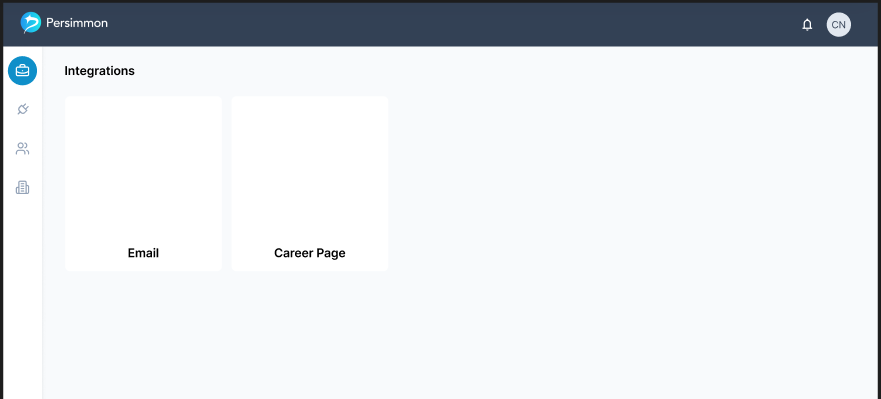 Persimmon
CN
Integrations
Email
Career Page